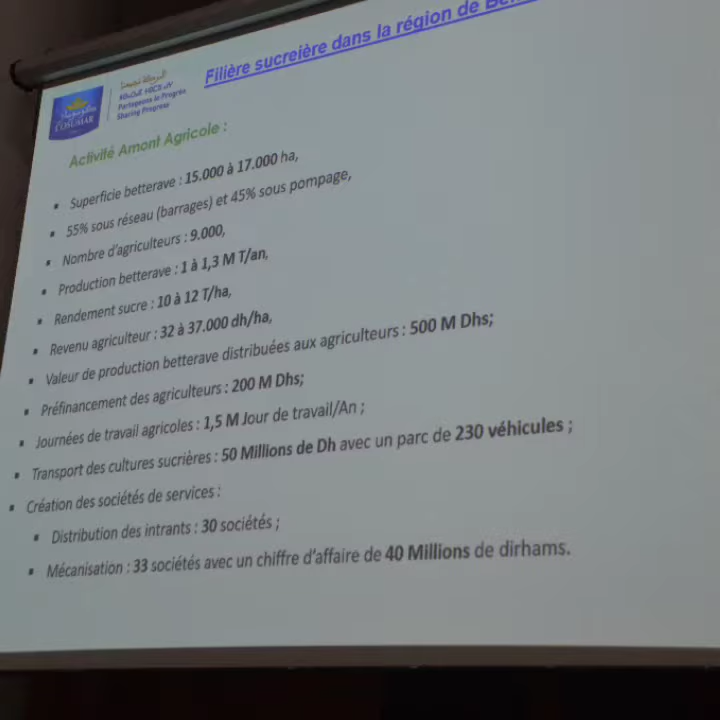 Filière sucreière dans la région de
COSUMAR
Partageons le Progrès
Sharing Progress
Activité Amont Agricole :
▪ Superficie betterave : 15.000 à 17.000 ha,
▪ 55% sous réseau (barrages) et 45% sous pompage,
▪ Nombre d'agriculteurs : 9.000,
▪ Production betterave : 1 à 1,3 M T/an,
▪ Rendement sucre : 10 à 12 T/ha,
▪ Revenu agriculteur : 32 à 37.000 dh/ha,
▪ Valeur de production betterave distribuées aux agriculteurs : 500 M Dhs;
▪ Préfinancement des agriculteurs : 200 M Dhs;
▪ Journées de travail agricoles : 1,5 M Jour de travail/An ;
▪ Transport des cultures sucrières : 50 Millions de Dh avec un parc de 230 véhicules ;
▪ Création des sociétés de services :
▪ Distribution des intrants : 30 sociétés ;
▪ Mécanisation : 33 sociétés avec un chiffre d'affaire de 40 Millions de dirhams.